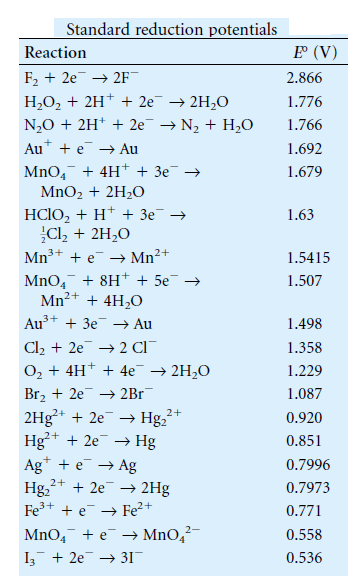 Standard reduction potentials
Reaction E° (V)
F₂ + 2e⁻ → 2F⁻ 2.866
H₂O₂ + 2H⁺ + 2e⁻ → 2H₂O 1.776
N₂O + 2H⁺ + 2e⁻ → N₂ + H₂O 1.766
Au⁺ + e⁻ → Au 1.692
MnO₄⁻ + 4H⁺ + 3e⁻ → 1.679
MnO₂ + 2H₂O
HClO₂ + H⁺ + 3e⁻ → 1.63
½Cl₂ + 2H₂O
Mn³⁺ + e⁻ → Mn²⁺ 1.5415
MnO₄⁻ + 8H⁺ + 5e⁻ → 1.507
Mn²⁺ + 4H₂O
Au³⁺ + 3e⁻ → Au 1.498
Cl₂ + 2e⁻ → 2 Cl⁻ 1.358
O₂ + 4H⁺ + 4e⁻ → 2H₂O 1.229
Br₂ + 2e⁻ → 2Br⁻ 1.087
2Hg²⁺ + 2e⁻ → Hg₂²⁺ 0.920
Hg²⁺ + 2e⁻ → Hg 0.851
Ag⁺ + e⁻ → Ag 0.7996
Hg₂²⁺ + 2e⁻ → 2Hg 0.7973
Fe³⁺ + e⁻ → Fe²⁺ 0.771
MnO₄⁻ + e⁻ → MnO₄²⁻ 0.558
I₃⁻ + 2e⁻ → 3I⁻ 0.536